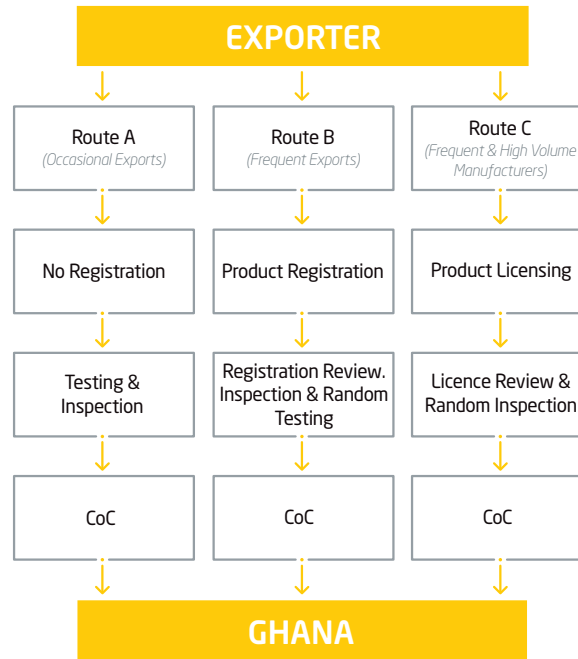 EXPORTER
Route A
(Occasional Exports)
Route B
(Frequent Exports)
Route C
(Frequent & High Volume
Manufacturers)
No Registration
Product Registration
Product Licensing
Testing &
Inspection
Registration Review.
Inspection & Random
Testing
Licence Review &
Random Inspection
CoC
CoC
CoC
GHANA